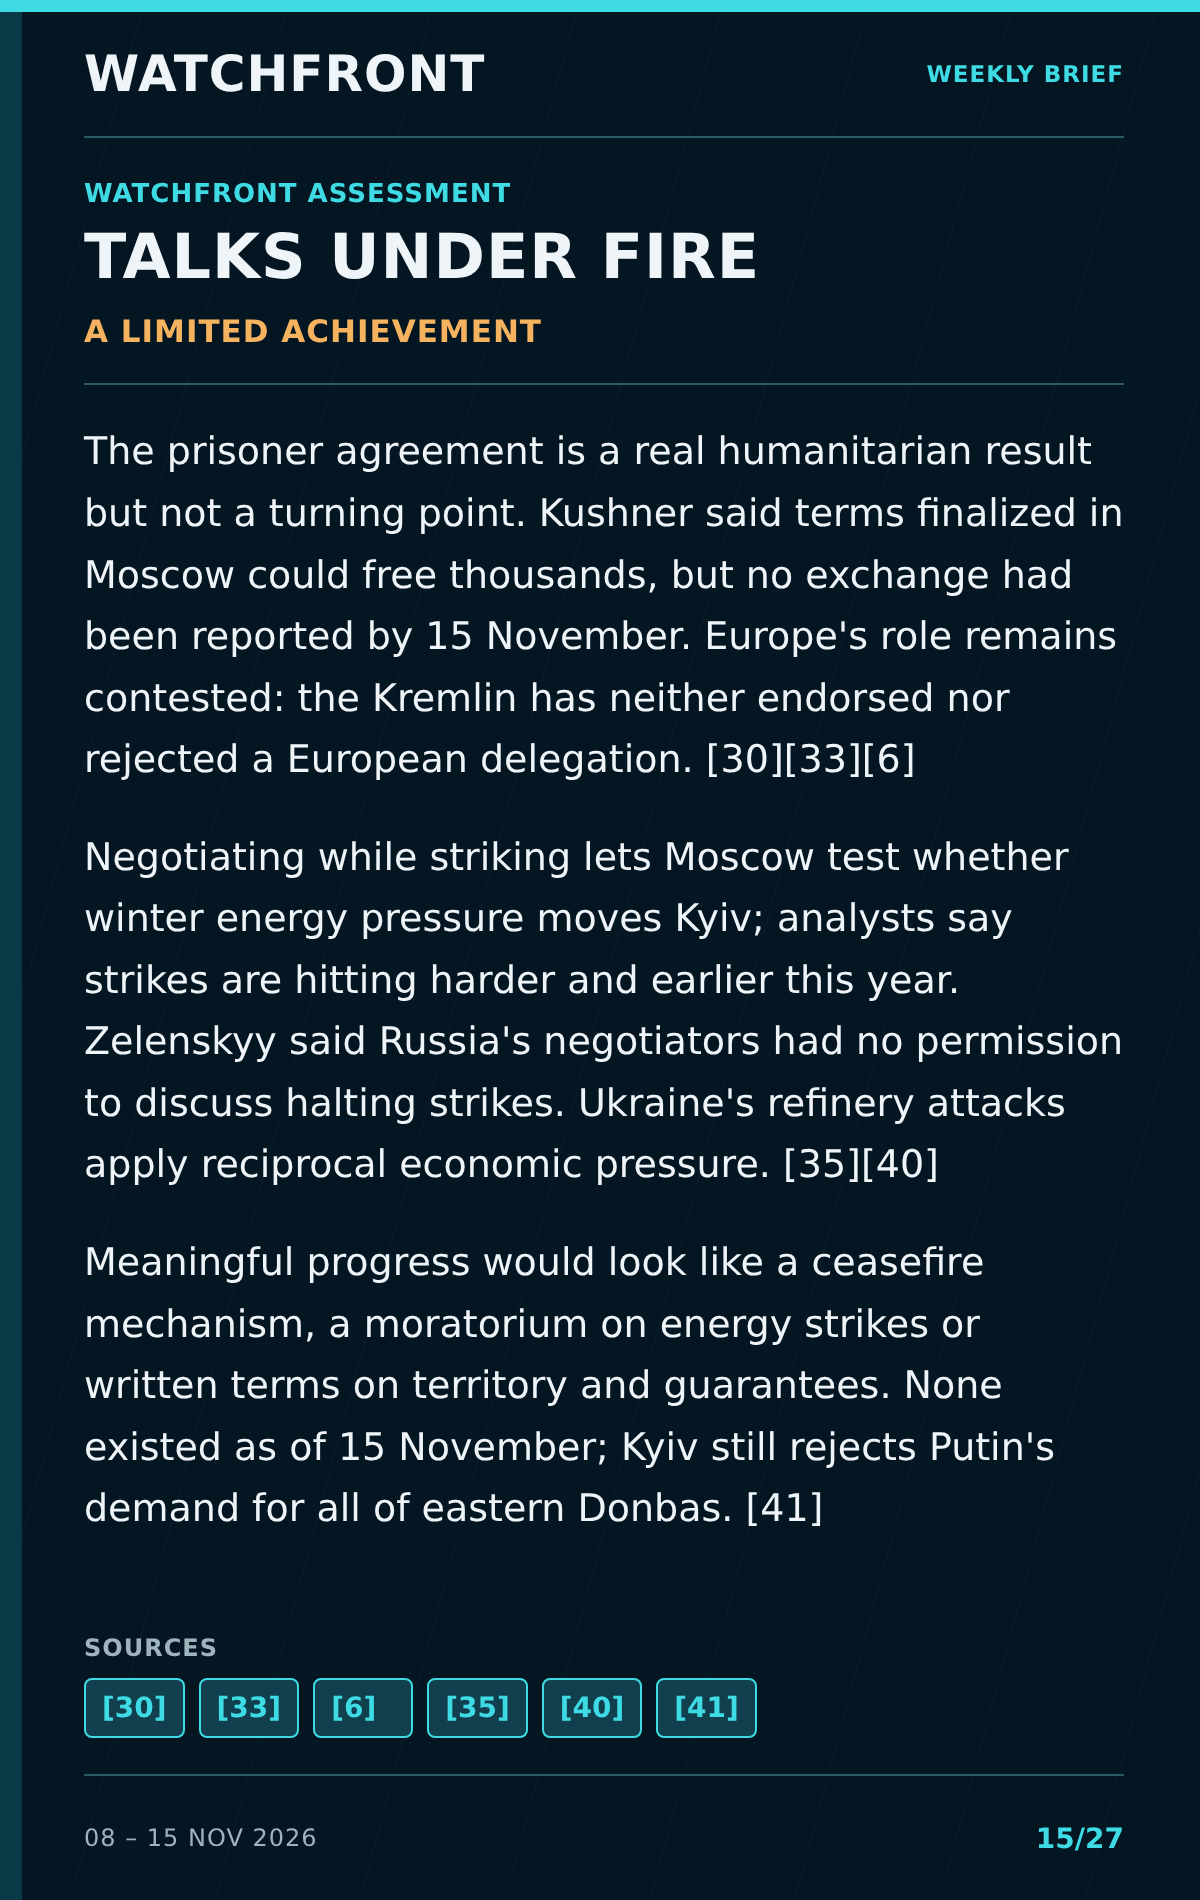 WATCHFRONT
WEEKLY BRIEF
WATCHFRONT ASSESSMENT
TALKS UNDER FIRE
A LIMITED ACHIEVEMENT
The prisoner agreement is a real humanitarian result
but not a turning point. Kushner said terms finalized in
Moscow could free thousands, but no exchange had
been reported by 15 November. Europe's role remains
contested: the Kremlin has neither endorsed nor
rejected a European delegation. [30][33][6]
Negotiating while striking lets Moscow test whether
winter energy pressure moves Kyiv; analysts say
strikes are hitting harder and earlier this year.
Zelenskyy said Russia's negotiators had no permission
to discuss halting strikes. Ukraine's refinery attacks
apply reciprocal economic pressure. [35][40]
Meaningful progress would look like a ceasefire
mechanism, a moratorium on energy strikes or
written terms on territory and guarantees. None
existed as of 15 November; Kyiv still rejects Putin's
demand for all of eastern Donbas. [41]
SOURCES
[30] [33] [6] [35] [40] [41]
08 – 15 NOV 2026
15/27